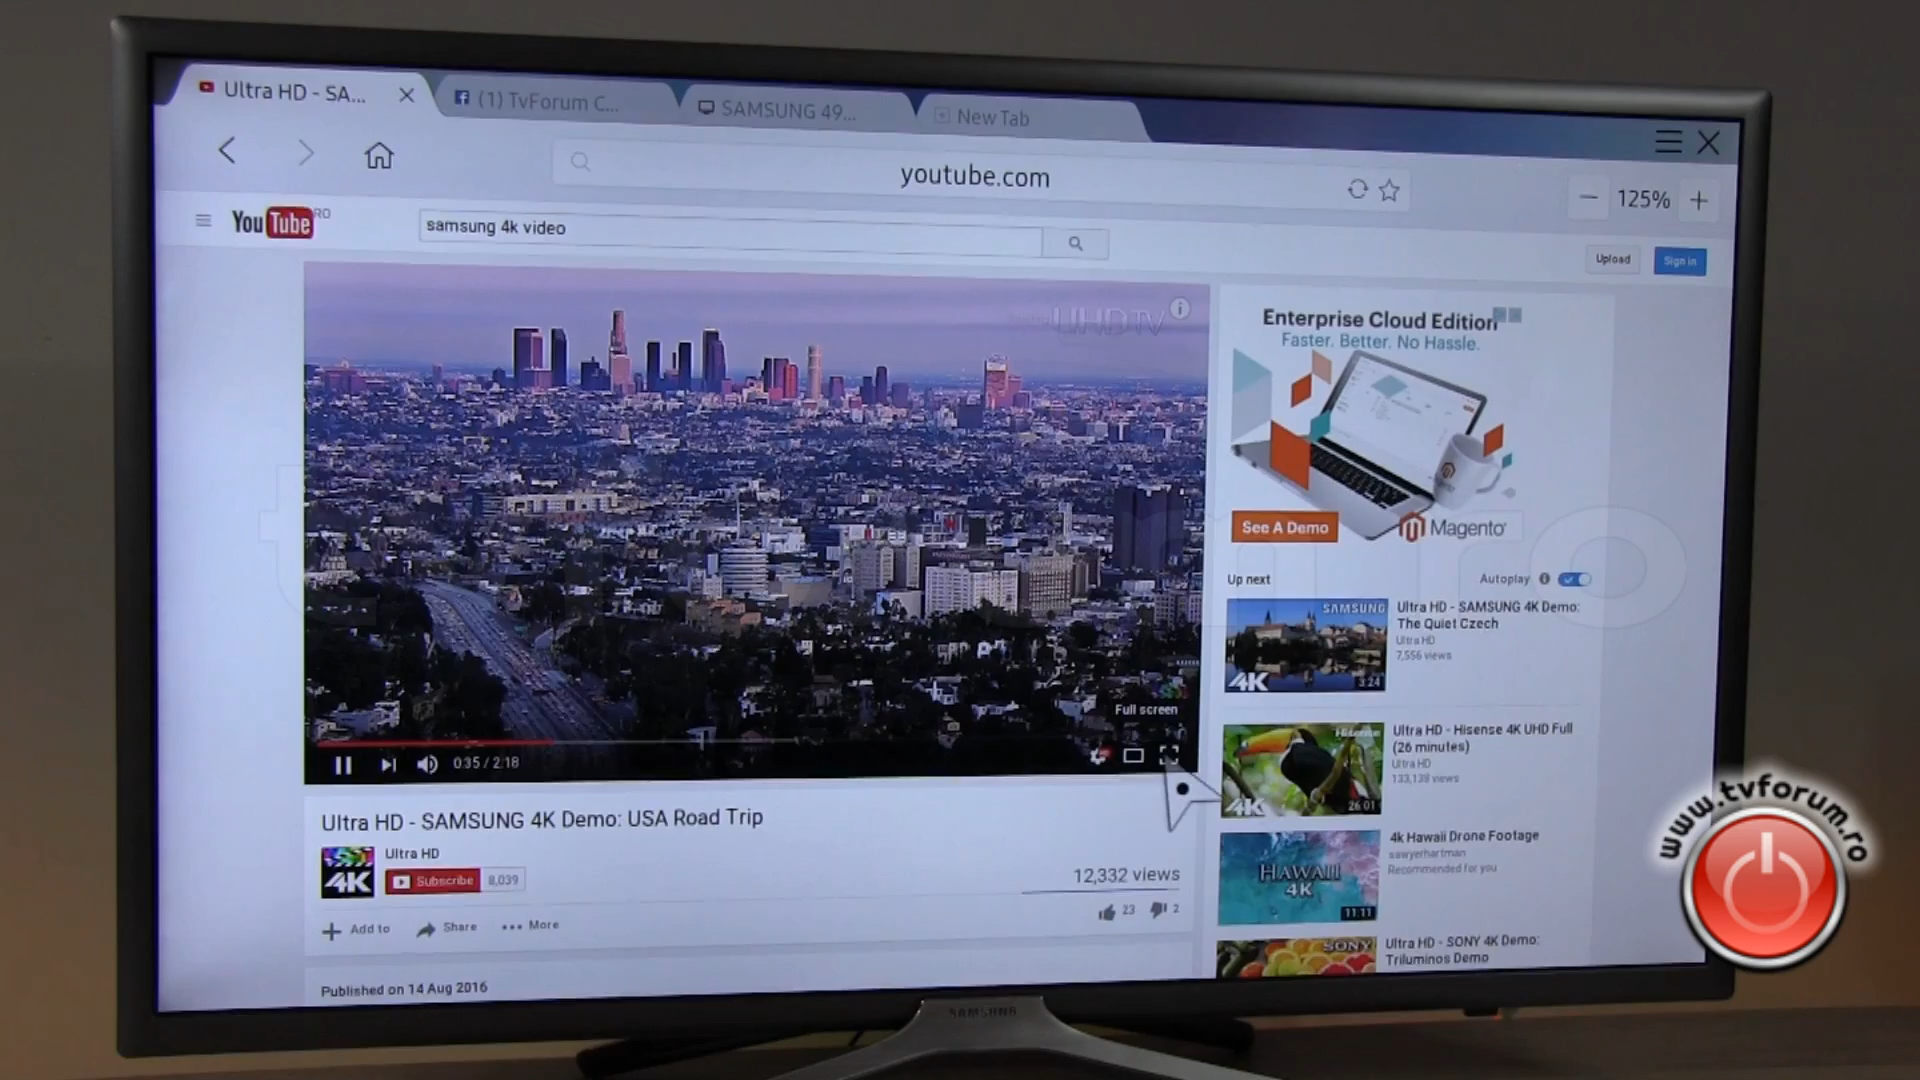 Ultra HD - SA...
(1) TvForum C...
SAMSUNG 49...
New Tab
youtube.com
125%
YouTube RO
samsung 4k video
Upload
Sign in
UHDTV
Enterprise Cloud Edition
Faster. Better. No Hassle.
See A Demo
Magento
Full screen
0:35 / 2:18
Up next
Autoplay
SAMSUNG
4K
3:24
Ultra HD - SAMSUNG 4K Demo:
The Quiet Czech
Ultra HD
7,556 views
Hisense
4K
26:01
Ultra HD - Hisense 4K UHD Full
(26 minutes)
Ultra HD
133,138 views
HAWAII
4K
11:11
4k Hawaii Drone Footage
sawyerhartman
Recommended for you
SONY
Ultra HD - SONY 4K Demo:
Triluminos Demo
Ultra HD - SAMSUNG 4K Demo: USA Road Trip
4K
Ultra HD
Subscribe
8,039
12,332 views
23
2
Add to
Share
More
Published on 14 Aug 2016
SAMSUNG
www.tvforum.ro